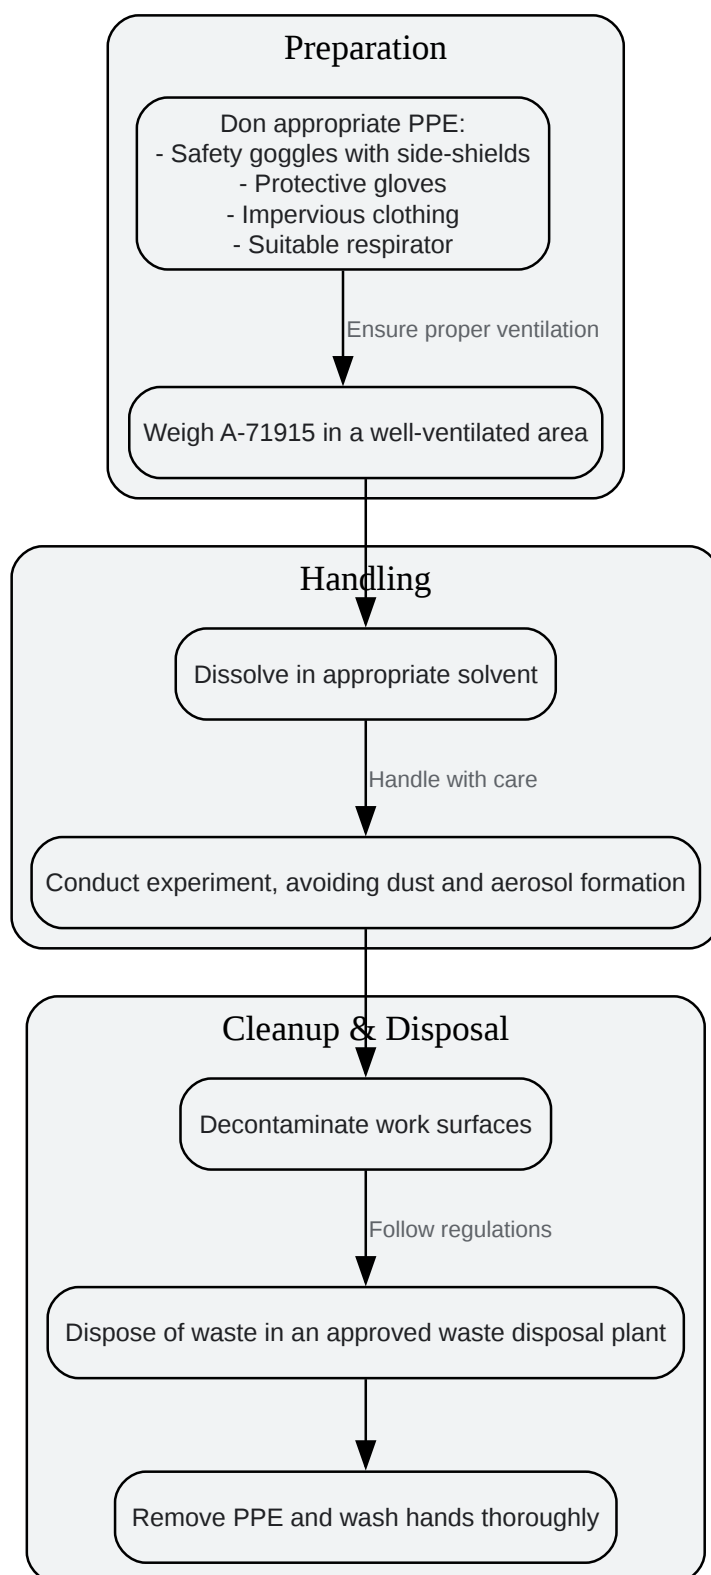 Preparation
Don appropriate PPE:
- Safety goggles with side-shields
- Protective gloves
- Impervious clothing
- Suitable respirator
Ensure proper ventilation
Weigh A-71915 in a well-ventilated area
Handling
Dissolve in appropriate solvent
Handle with care
Conduct experiment, avoiding dust and aerosol formation
Cleanup & Disposal
Decontaminate work surfaces
Follow regulations
Dispose of waste in an approved waste disposal plant
Remove PPE and wash hands thoroughly